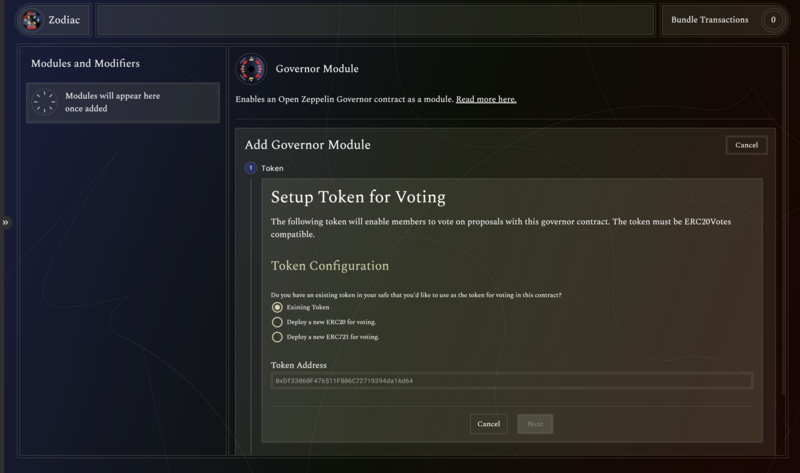 Zodiac
Bundle Transactions
0
Modules and Modifiers
Modules will appear here
once added
Governor Module
Enables an Open Zeppelin Governor contract as a module. Read more here.
Add Governor Module
Cancel
1 Token
Setup Token for Voting
The following token will enable members to vote on proposals with this governor contract. The token must be ERC20Votes
compatible.
Token Configuration
Do you have an existing token in your safe that you'd like to use as the token for voting in this contract?
Existing Token
Deploy a new ERC20 for voting.
Deploy a new ERC721 for voting.
Token Address
0xDf33060F476511F806C72719394da1Ad64
Cancel
Next
»